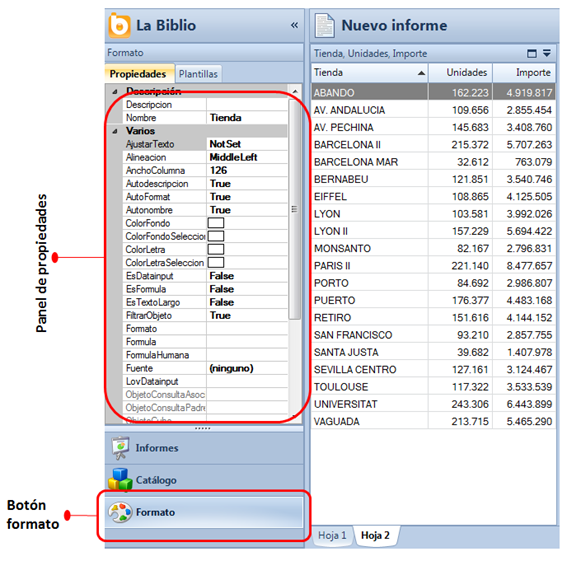 La Biblio «
Formato
Propiedades Plantillas
Descripción
Descripcion
Nombre Tienda
Varios
AjustarTexto NotSet
Alineacion MiddleLeft
AnchoColumna 126
Autodescripcion True
AutoFormat True
Autonombre True
ColorFondo
ColorFondoSeleccion
ColorLetra
ColorLetraSeleccion
EsDatainput False
EsFormula False
EsTextoLargo False
FiltrarObjeto True
Formato
Formula
FormulaHumana
Fuente (ninguno)
LovDatainput
ObjetoConsultaAsoc
ObjetoConsultaPadre
ObjetoCubo
Informes
Catálogo
Formato
Panel de propiedades
Botón
formato
Nuevo informe
Tienda, Unidades, Importe
Tienda Unidades Importe
ABANDO 162.223 4.919.817
AV. ANDALUCIA 109.656 2.855.454
AV. PECHINA 145.683 3.408.760
BARCELONA II 215.372 5.707.263
BARCELONA MAR 32.612 763.079
BERNABEU 121.851 3.540.746
EIFFEL 108.865 4.125.505
LYON 103.581 3.992.026
LYON II 157.229 5.694.422
MONSANTO 82.167 2.796.831
PARIS II 221.140 8.477.657
PORTO 84.692 2.986.807
PUERTO 176.377 4.483.168
RETIRO 151.616 4.144.152
SAN FRANCISCO 93.210 2.857.755
SANTA JUSTA 39.682 1.407.978
SEVILLA CENTRO 127.161 3.124.467
TOULOUSE 117.322 3.533.539
UNIVERSITAT 243.306 6.443.899
VAGUADA 213.715 5.465.290
Hoja 1 Hoja 2